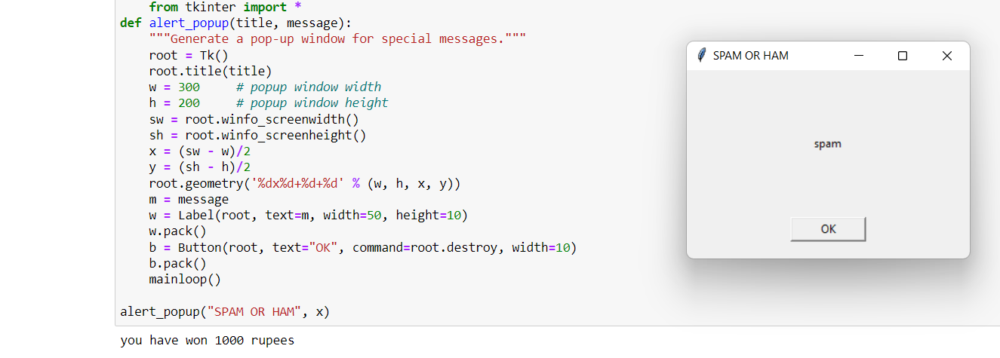 from tkinter import *
def alert_popup(title, message):
    """Generate a pop-up window for special messages."""
    root = Tk()
    root.title(title)
    w = 300     # popup window width
    h = 200     # popup window height
    sw = root.winfo_screenwidth()
    sh = root.winfo_screenheight()
    x = (sw - w)/2
    y = (sh - h)/2
    root.geometry('%dx%d+%d+%d' % (w, h, x, y))
    m = message
    w = Label(root, text=m, width=50, height=10)
    w.pack()
    b = Button(root, text="OK", command=root.destroy, width=10)
    b.pack()
    mainloop()
alert_popup("SPAM OR HAM", x)
you have won 1000 rupees
SPAM OR HAM
spam
OK